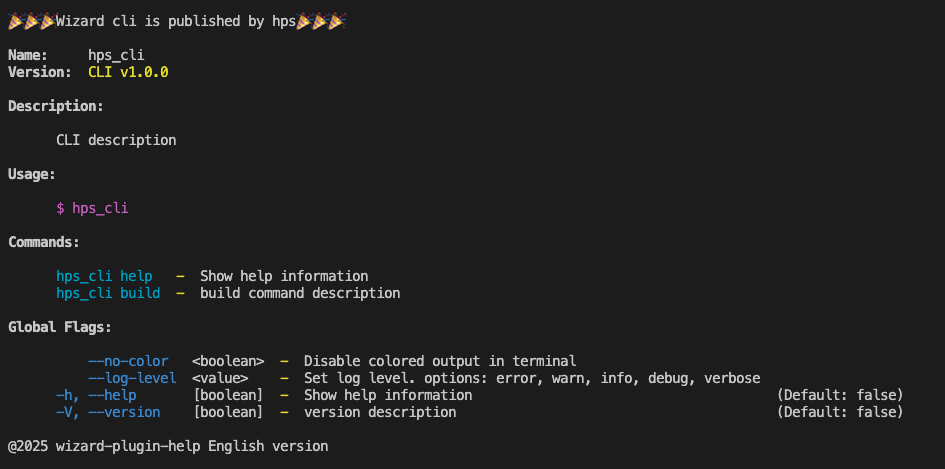 🎉🎉🎉Wizard cli is published by hps🎉🎉🎉
Name: hps_cli
Version: CLI v1.0.0
Description:
CLI description
Usage:
$ hps_cli
Commands:
hps_cli help - Show help information
hps_cli build - build command description
Global Flags:
--no-color <boolean> - Disable colored output in terminal
--log-level <value> - Set log level. options: error, warn, info, debug, verbose
-h, --help [boolean] - Show help information (Default: false)
-V, --version [boolean] - version description (Default: false)
@2025 wizard-plugin-help English version